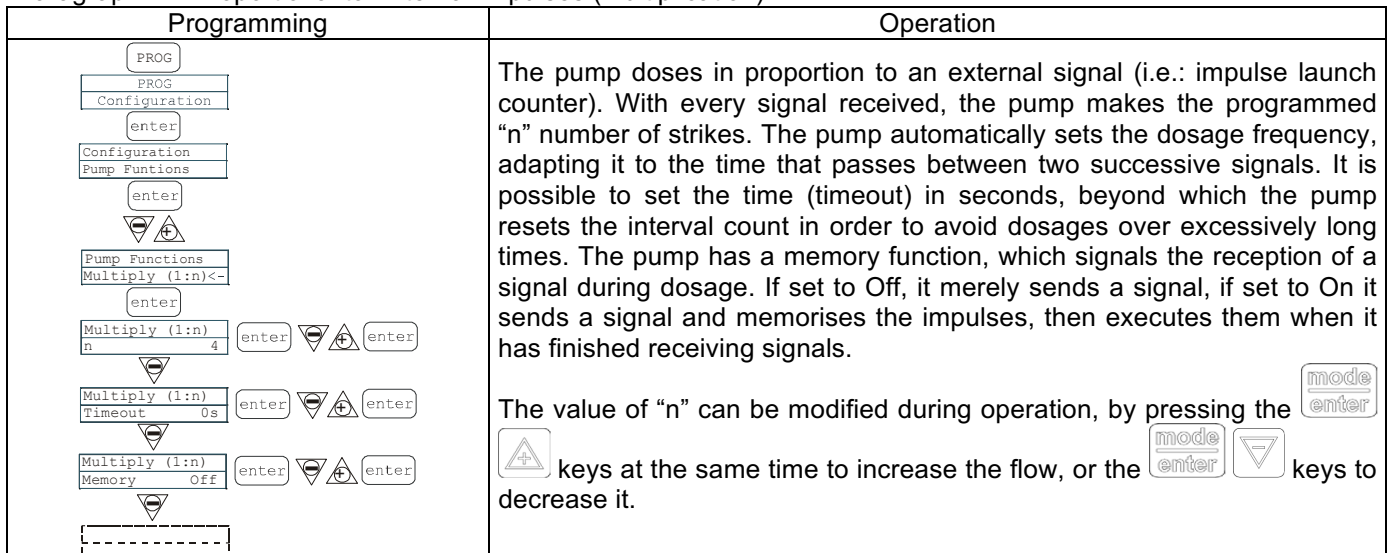 Programming
Operation
PROG
PROG
Configuration
enter
Configuration
Pump Funtions
enter
Pump Functions
Multiply (1:n)<-
enter
Multiply (1:n)
n 4
enter
enter
Multiply (1:n)
Timeout 0s
enter
enter
Multiply (1:n)
Memory Off
enter
enter
The pump doses in proportion to an external signal (i.e.: impulse launch
counter). With every signal received, the pump makes the programmed
“n” number of strikes. The pump automatically sets the dosage frequency,
adapting it to the time that passes between two successive signals. It is
possible to set the time (timeout) in seconds, beyond which the pump
resets the interval count in order to avoid dosages over excessively long
times. The pump has a memory function, which signals the reception of a
signal during dosage. If set to Off, it merely sends a signal, if set to On it
sends a signal and memorises the impulses, then executes them when it
has finished receiving signals.
The value of “n” can be modified during operation, by pressing the mode enter
keys at the same time to increase the flow, or the mode enter keys to
decrease it.